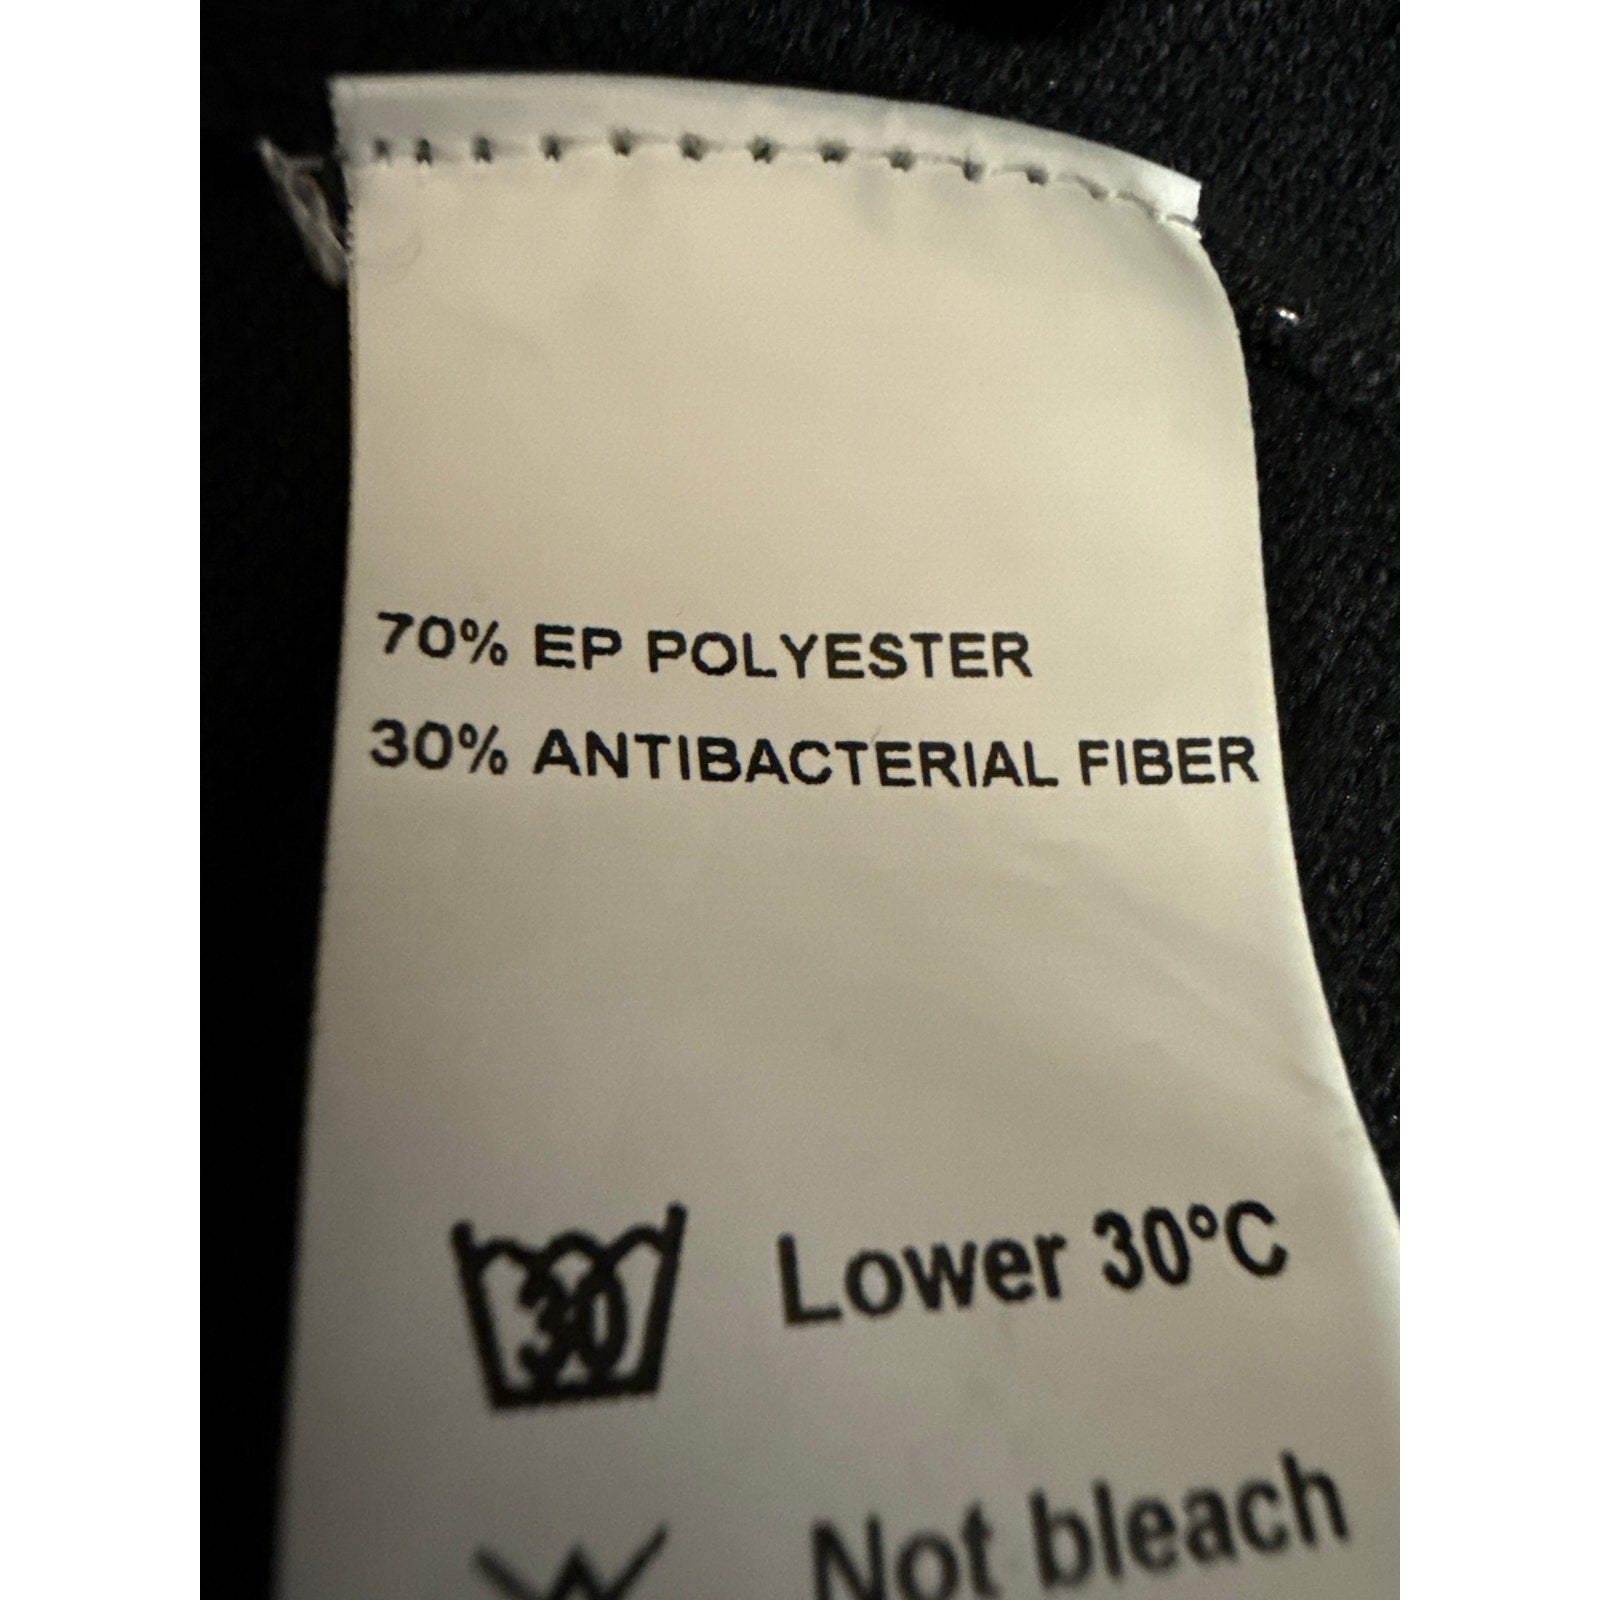 70% EP POLYESTER
30% ANTIBACTERIAL FIBER
30 Lower 30°C
Not bleach